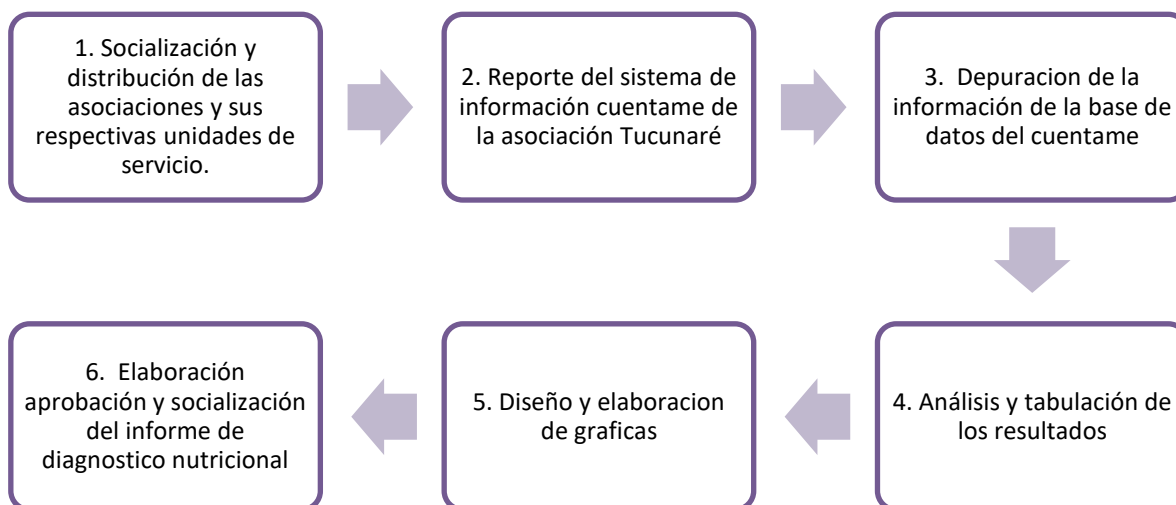 1. Socialización y
distribución de las
asociaciones y sus
respectivas unidades de
servicio.
2. Reporte del sistema de
información cuentame de
la asociación Tucunaré
3. Depuracion de la
información de la base de
datos del cuentame
4. Análisis y tabulación de
los resultados
5. Diseño y elaboracion
de graficas
6. Elaboración
aprobación y socialización
del informe de
diagnostico nutricional